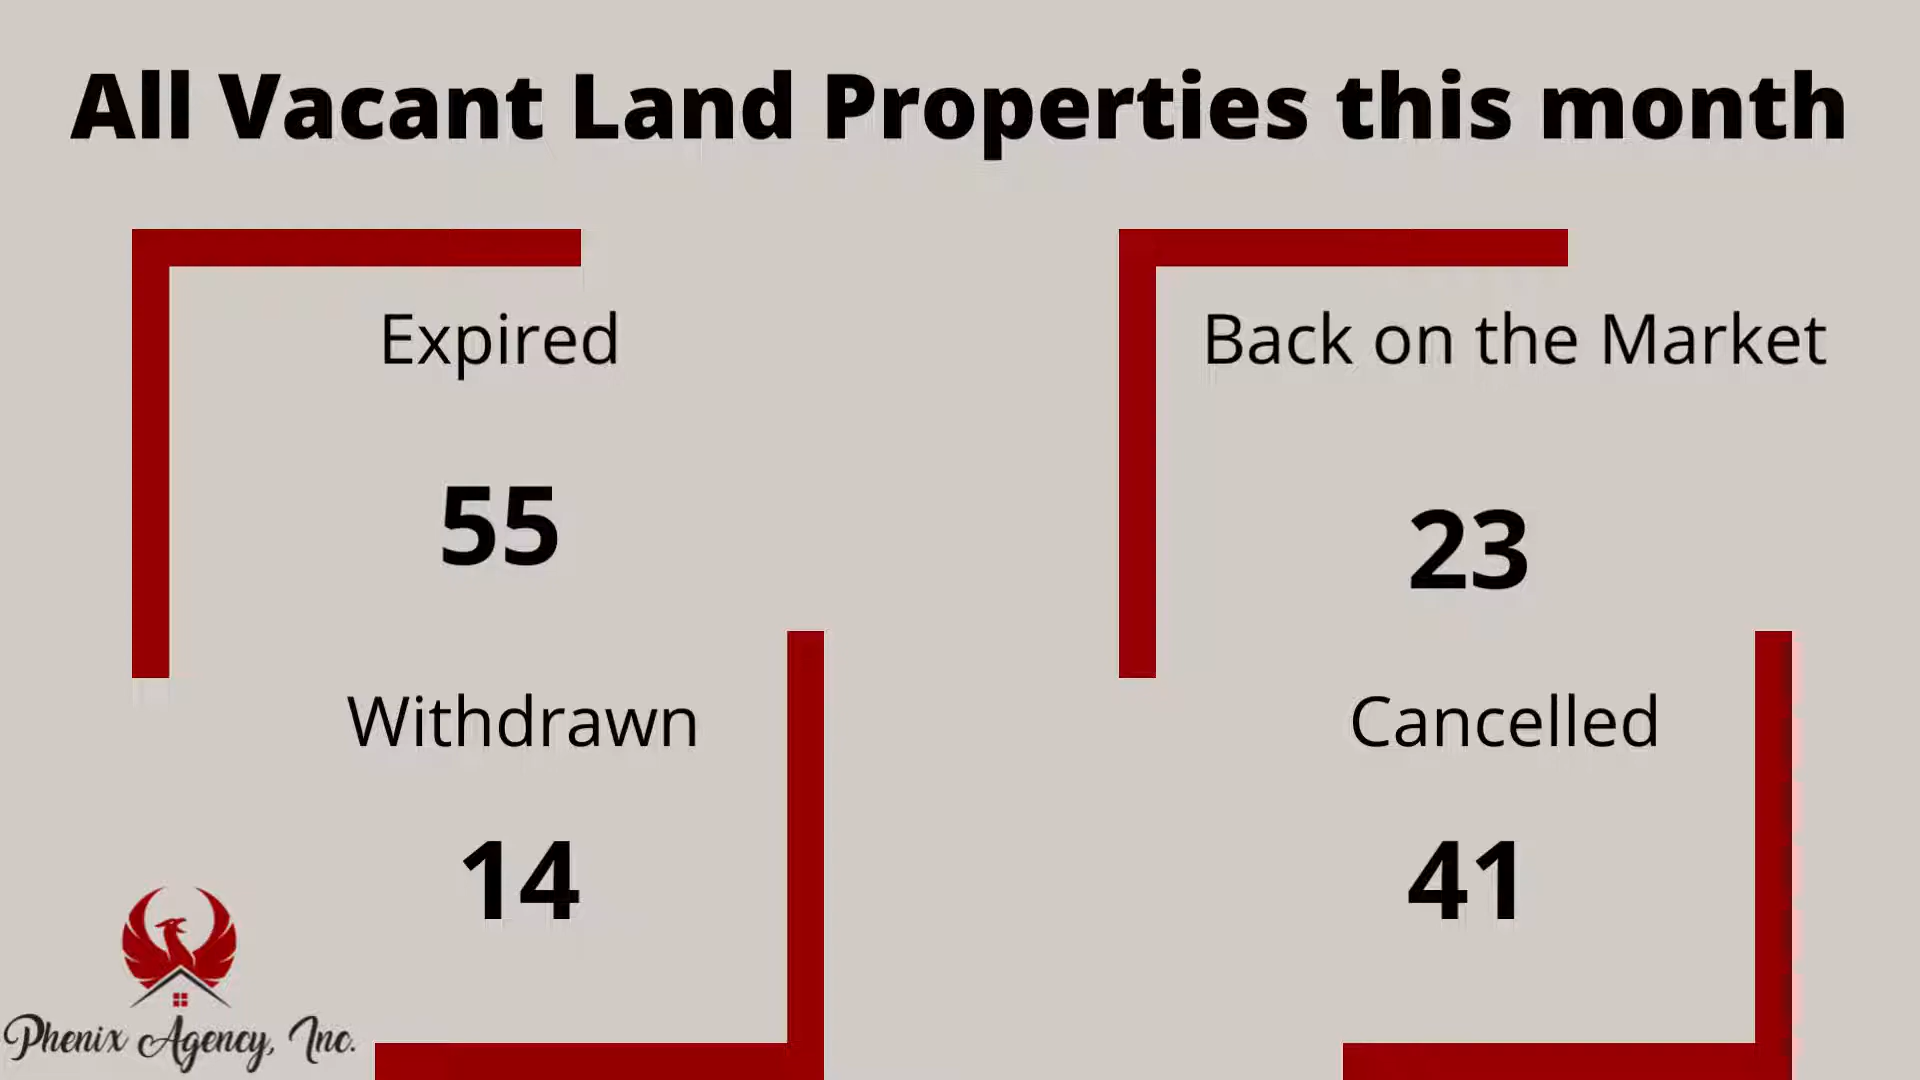 All Vacant Land Properties this month
Expired
55
Back on the Market
23
Withdrawn
14
Cancelled
41
Phenix Agency, Inc.